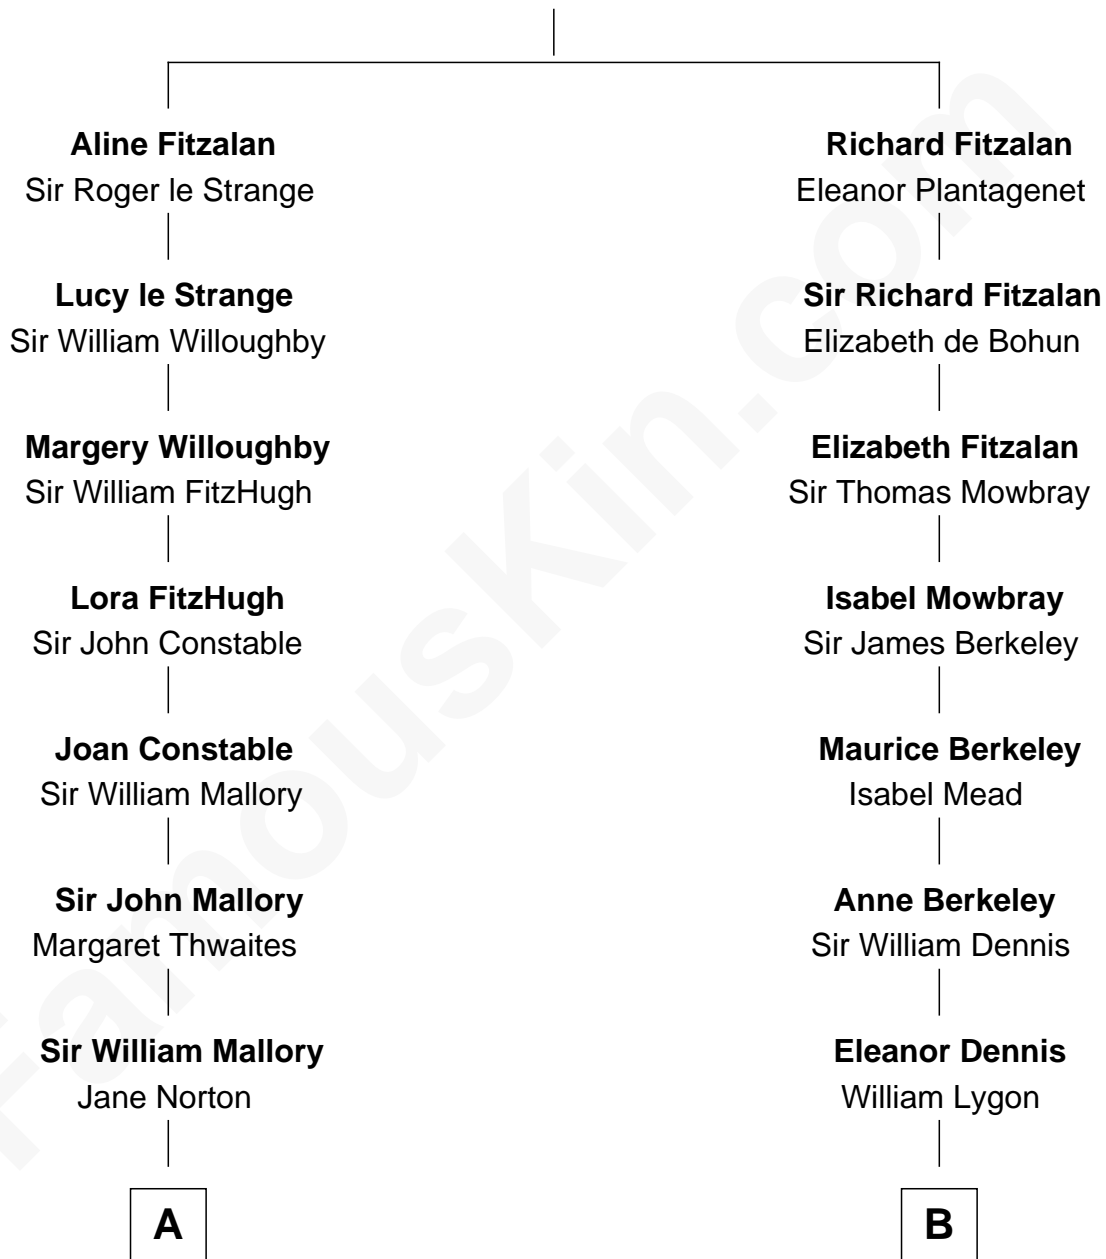 Aline Fitzalan
Sir Roger le Strange
Lucy le Strange
Sir William Willoughby
Margery Willoughby
Sir William FitzHugh
Lora FitzHugh
Sir John Constable
Joan Constable
Sir William Mallory
Sir John Mallory
Margaret Thwaites
Sir William Mallory
Jane Norton
A
Richard Fitzalan
Eleanor Plantagenet
Sir Richard Fitzalan
Elizabeth de Bohun
Elizabeth Fitzalan
Sir Thomas Mowbray
Isabel Mowbray
Sir James Berkeley
Maurice Berkeley
Isabel Mead
Anne Berkeley
Sir William Dennis
Eleanor Dennis
William Lygon
B
FamousKin.com